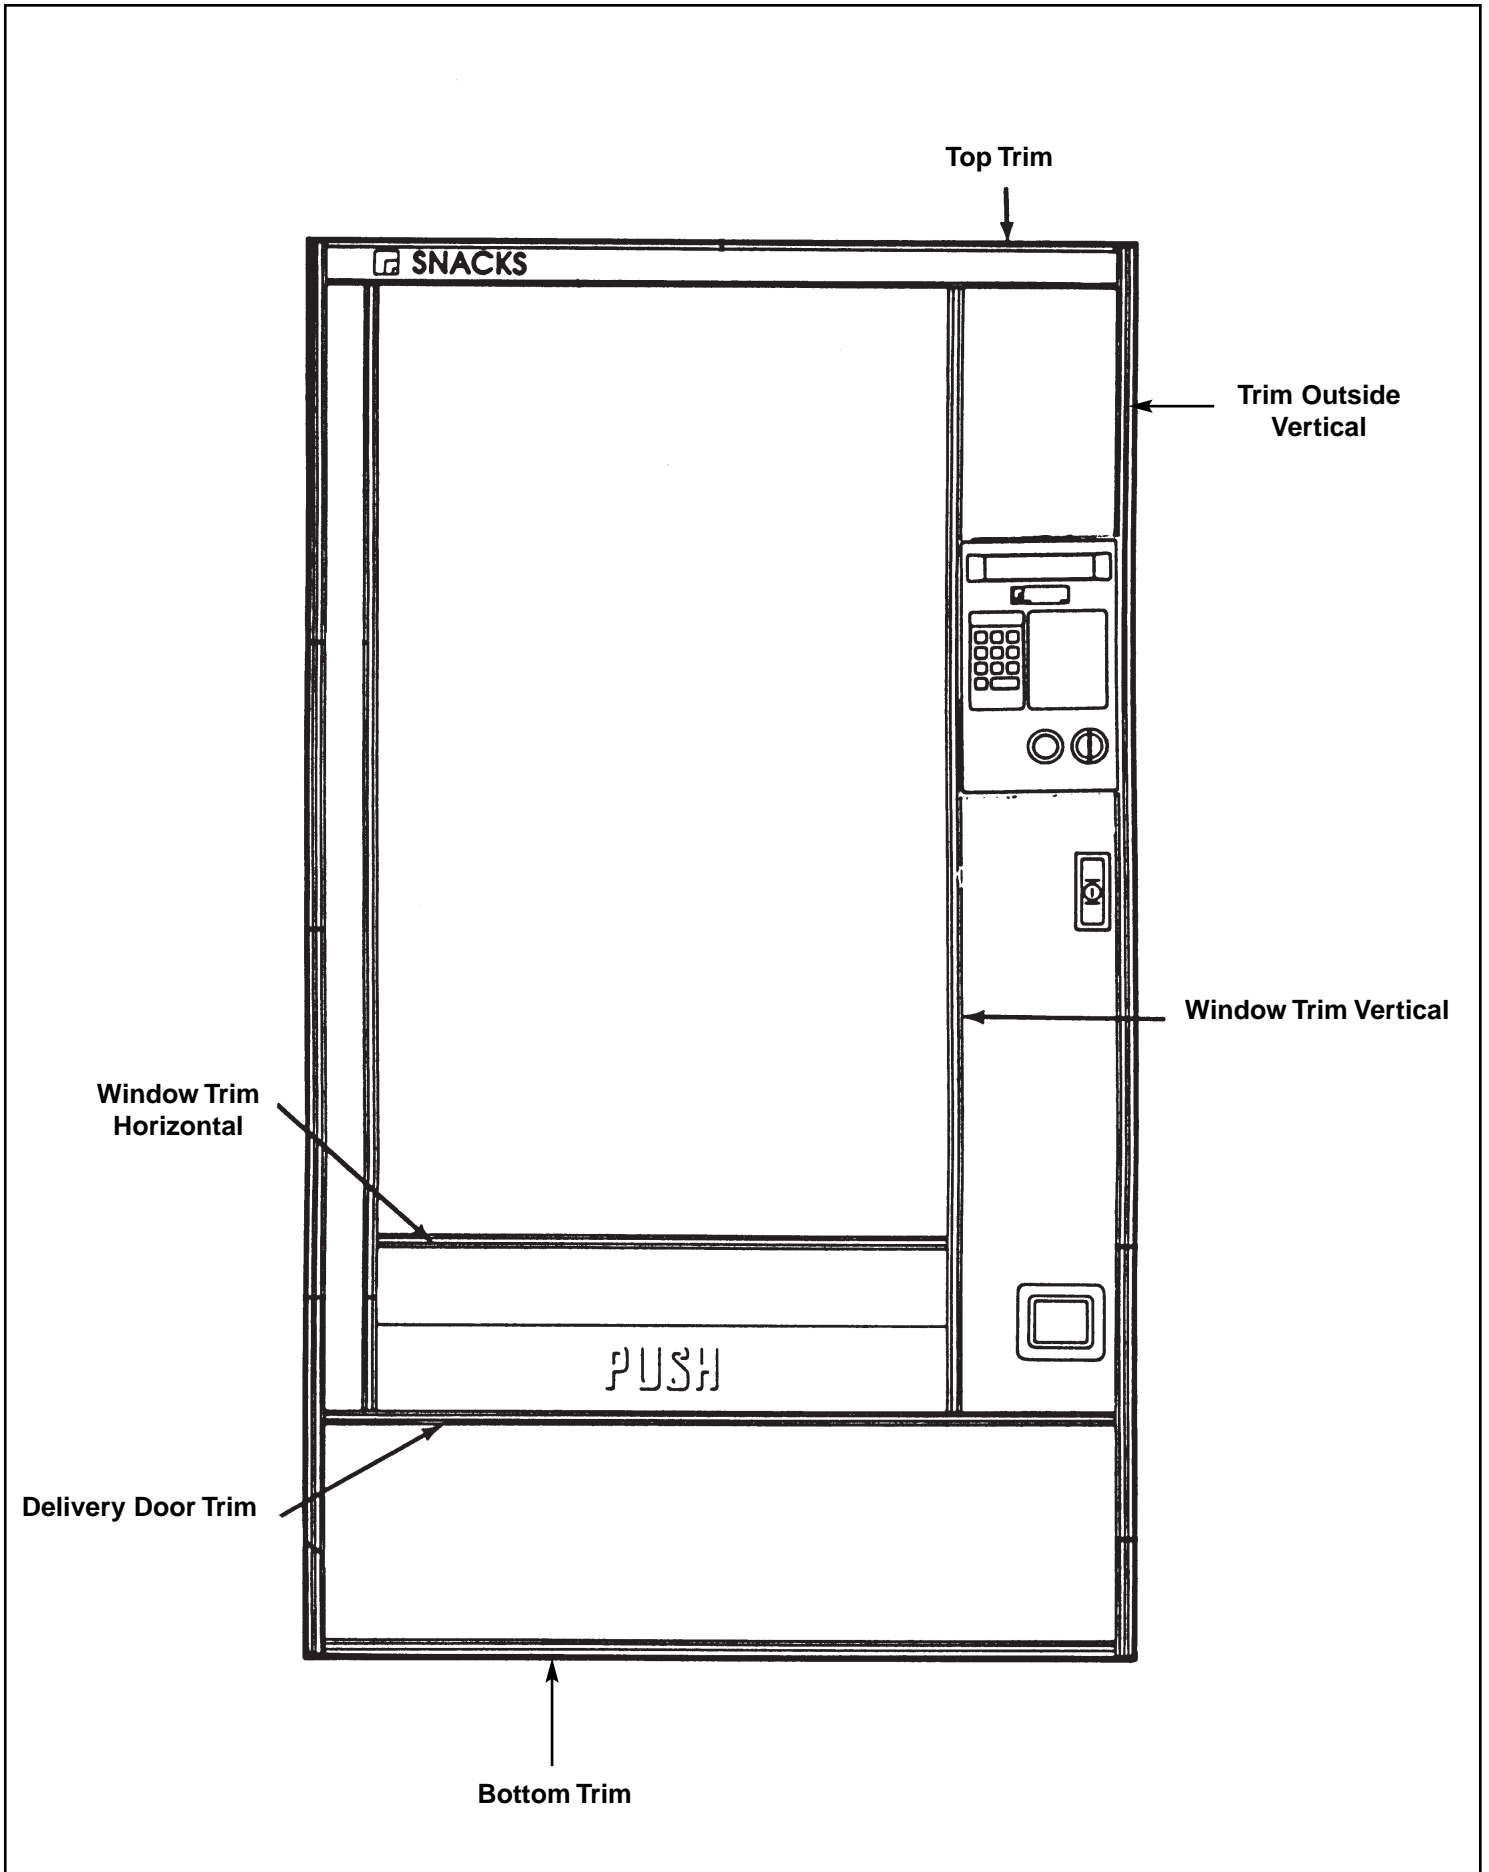 Top Trim
SNACKS
Trim Outside
Vertical
Window Trim Vertical
Window Trim
Horizontal
PUSH
Delivery Door Trim
Bottom Trim